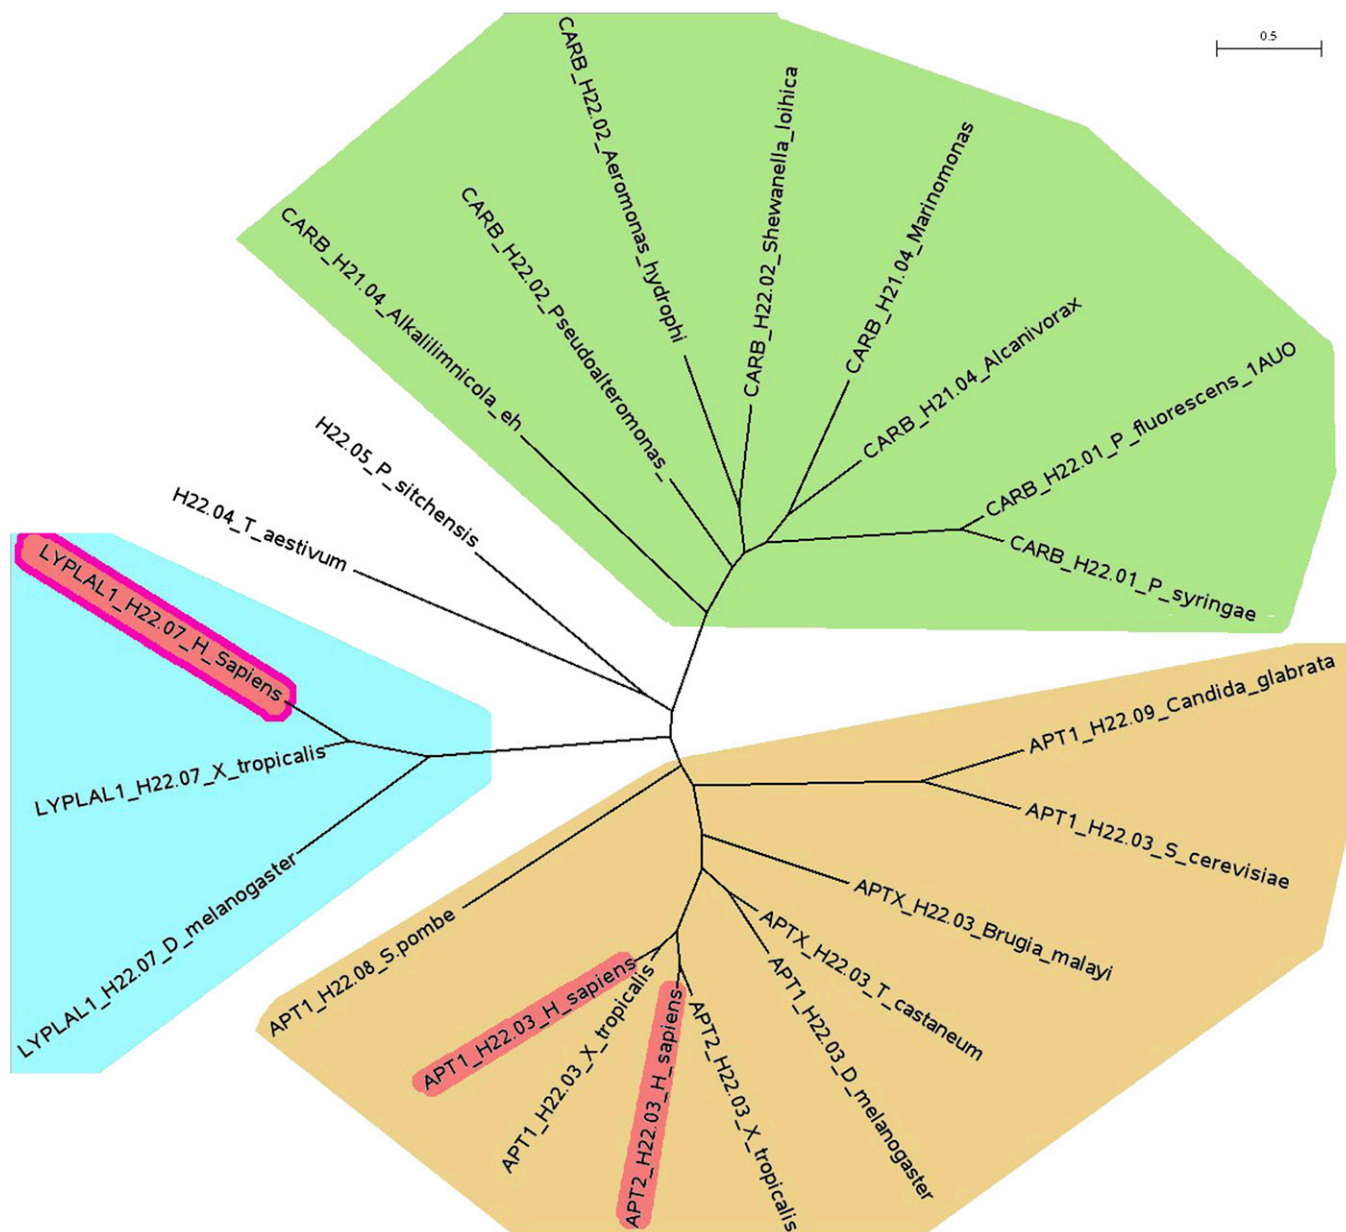 0.5
CARB_H22.02_Aeromonas_hydrophi
CARB_H22.02_Shewanella_loihica
CARB_H21.04_Marinomonas
CARB_H22.02_Pseudoalteromonas_
CARB_H21.04_Alkalilimnicola_eh
CARB_H21.04_Alcanivorax
CARB_H22.01_P_fluorescens_1AUO
CARB_H22.01_P_syringae
H22.05_P_sitchensis
H22.04_T_aestivum
LYPLAL1_H22.07_H_Sapiens
LYPLAL1_H22.07_X_tropicalis
LYPLAL1_H22.07_D_melanogaster
APT1_H22.09_Candida_glabrata
APT1_H22.03_S_cerevisiae
APTX_H22.03_Brugia_malayi
APTX_H22.03_T_castaneum
APT1_H22.03_D_melanogaster
APT1_H22.08_S.pombe
APT1_H22.03_H_sapiens
APT1_H22.03_X_tropicalis
APT2_H22.03_H_sapiens
APT2_H22.03_X_tropicalis